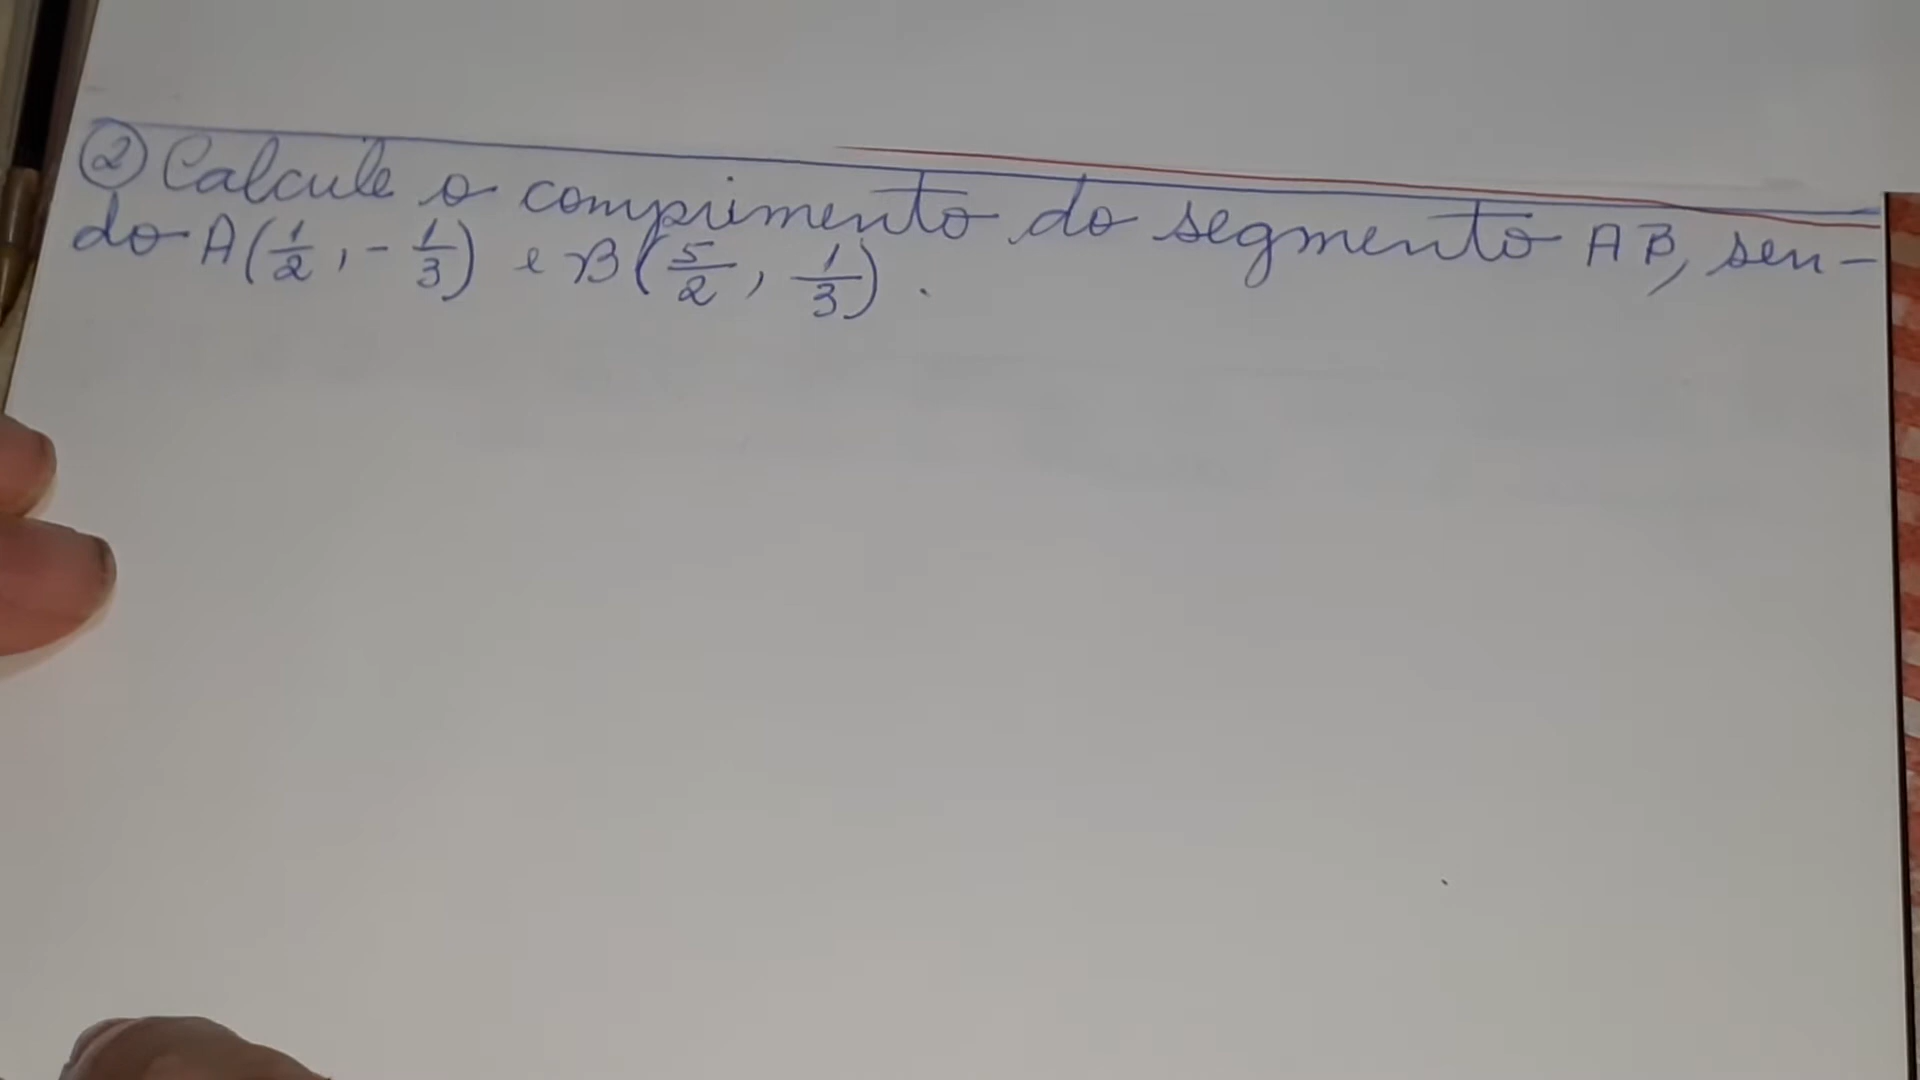 ② Calcule o comprimento do segmento AB, sen-
do A(1/2, -1/3) e B(5/2, 1/3).